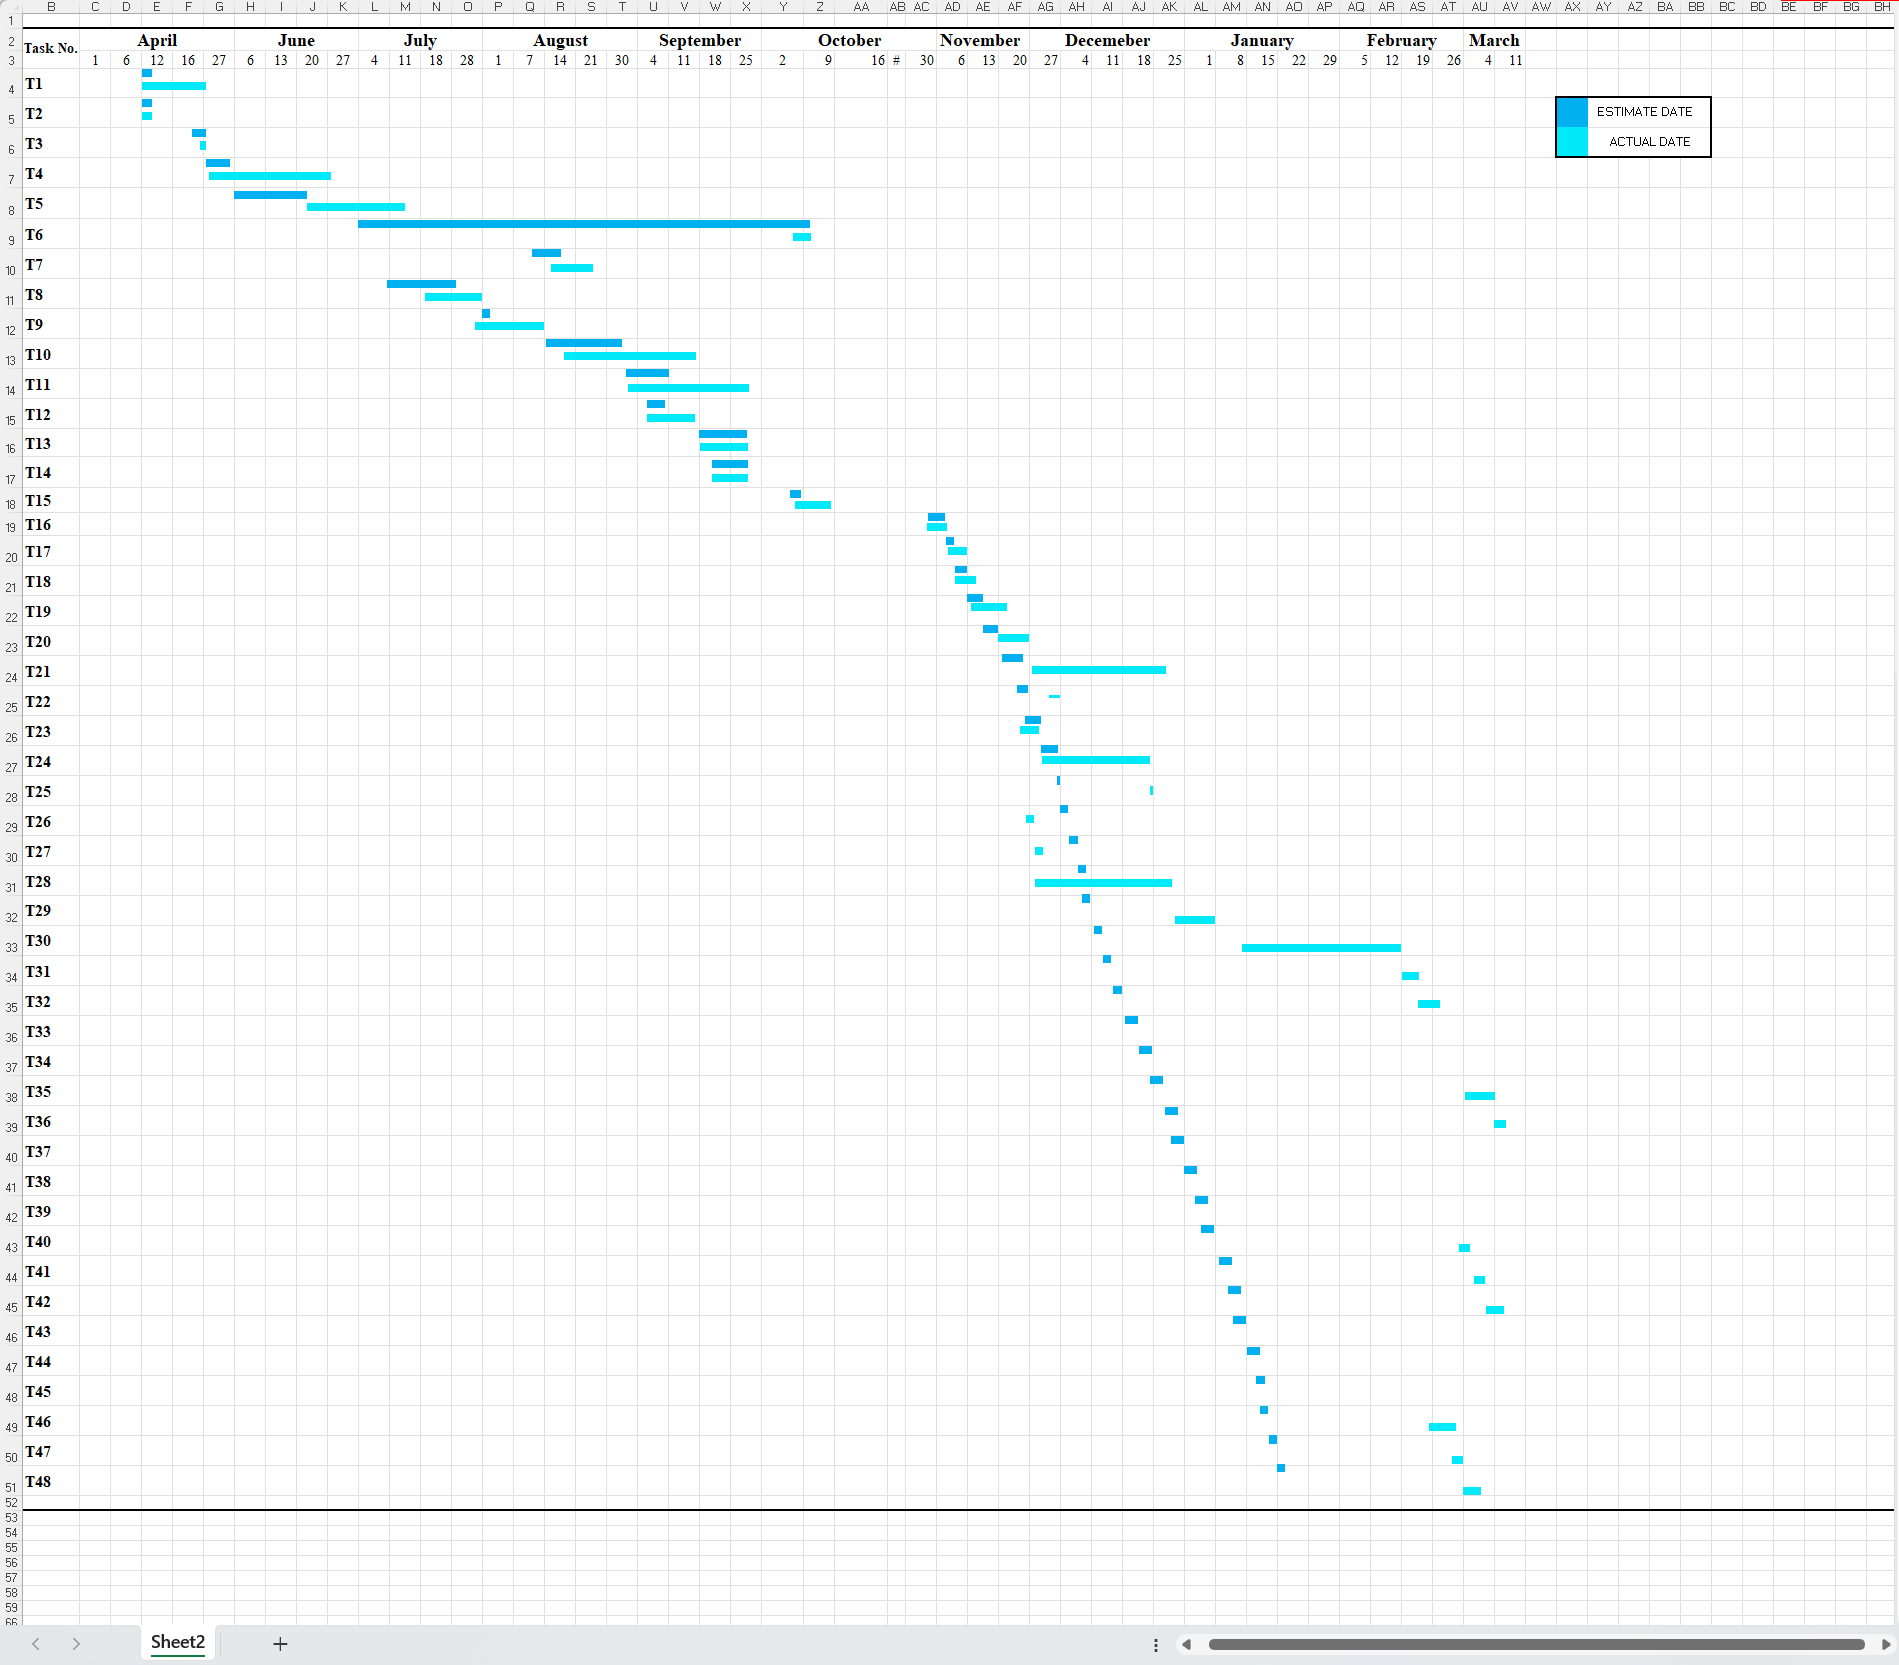 B C D E F G H I J K L M N O P Q R S T U V W X Y Z AA AB AC AD AE AF AG AH AI AJ AK AL AM AN AO AP AQ AR AS AT AU AV AW AX AY AZ BA BB BC BD BE BF BG BH
1
2 Task No. April June July August September October November Decemeber January February March
3 1 6 12 16 27 6 13 20 27 4 11 18 28 1 7 14 21 30 4 11 18 25 2 9 16 # 30 6 13 20 27 4 11 18 25 1 8 15 22 29 5 12 19 26 4 11
4 T1
ESTIMATE DATE
5 T2
ACTUAL DATE
6 T3
7 T4
8 T5
9 T6
10 T7
11 T8
12 T9
13 T10
14 T11
15 T12
16 T13
17 T14
18 T15
19 T16
20 T17
21 T18
22 T19
23 T20
24 T21
25 T22
26 T23
27 T24
28 T25
29 T26
30 T27
31 T28
32 T29
33 T30
34 T31
35 T32
36 T33
37 T34
38 T35
39 T36
40 T37
41 T38
42 T39
43 T40
44 T41
45 T42
46 T43
47 T44
48 T45
49 T46
50 T47
51 T48
52
53
54
55
56
57
58
59
66
Sheet2